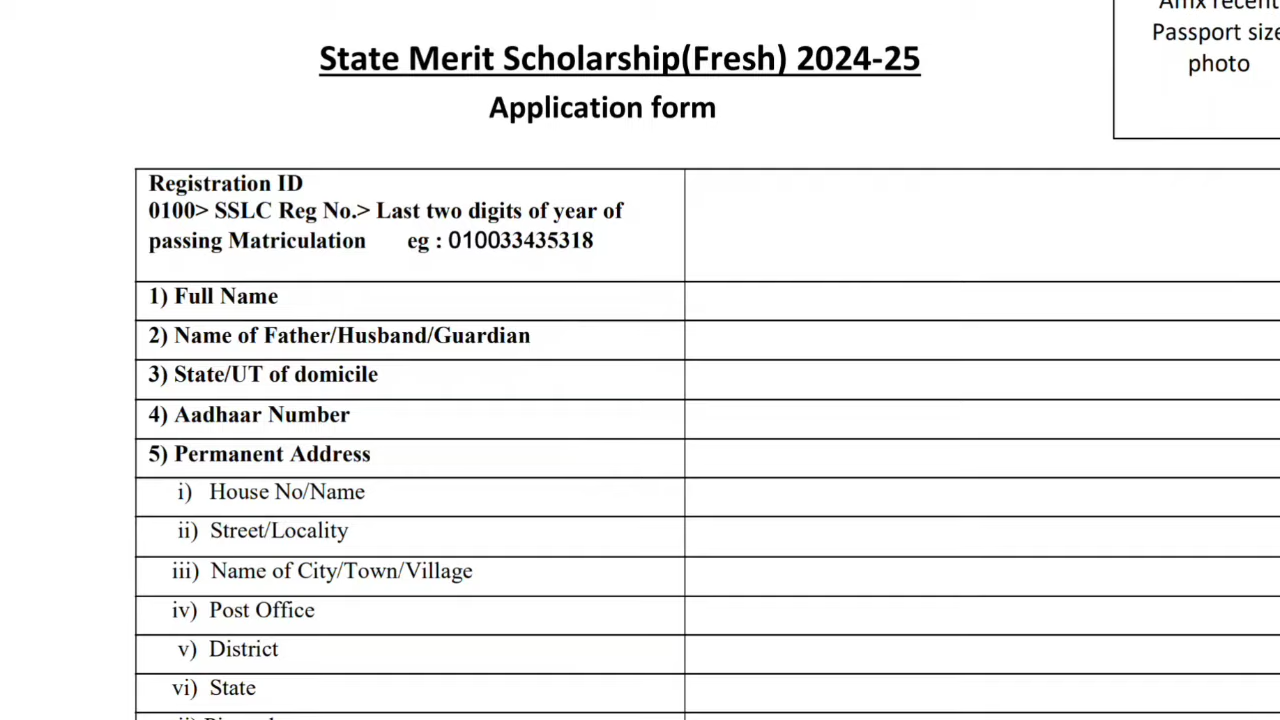 Affix recent
Passport size
photo
State Merit Scholarship(Fresh) 2024-25
Application form
Registration ID
0100> SSLC Reg No.> Last two digits of year of
passing Matriculation eg : 010033435318
1) Full Name
2) Name of Father/Husband/Guardian
3) State/UT of domicile
4) Aadhaar Number
5) Permanent Address
i) House No/Name
ii) Street/Locality
iii) Name of City/Town/Village
iv) Post Office
v) District
vi) State